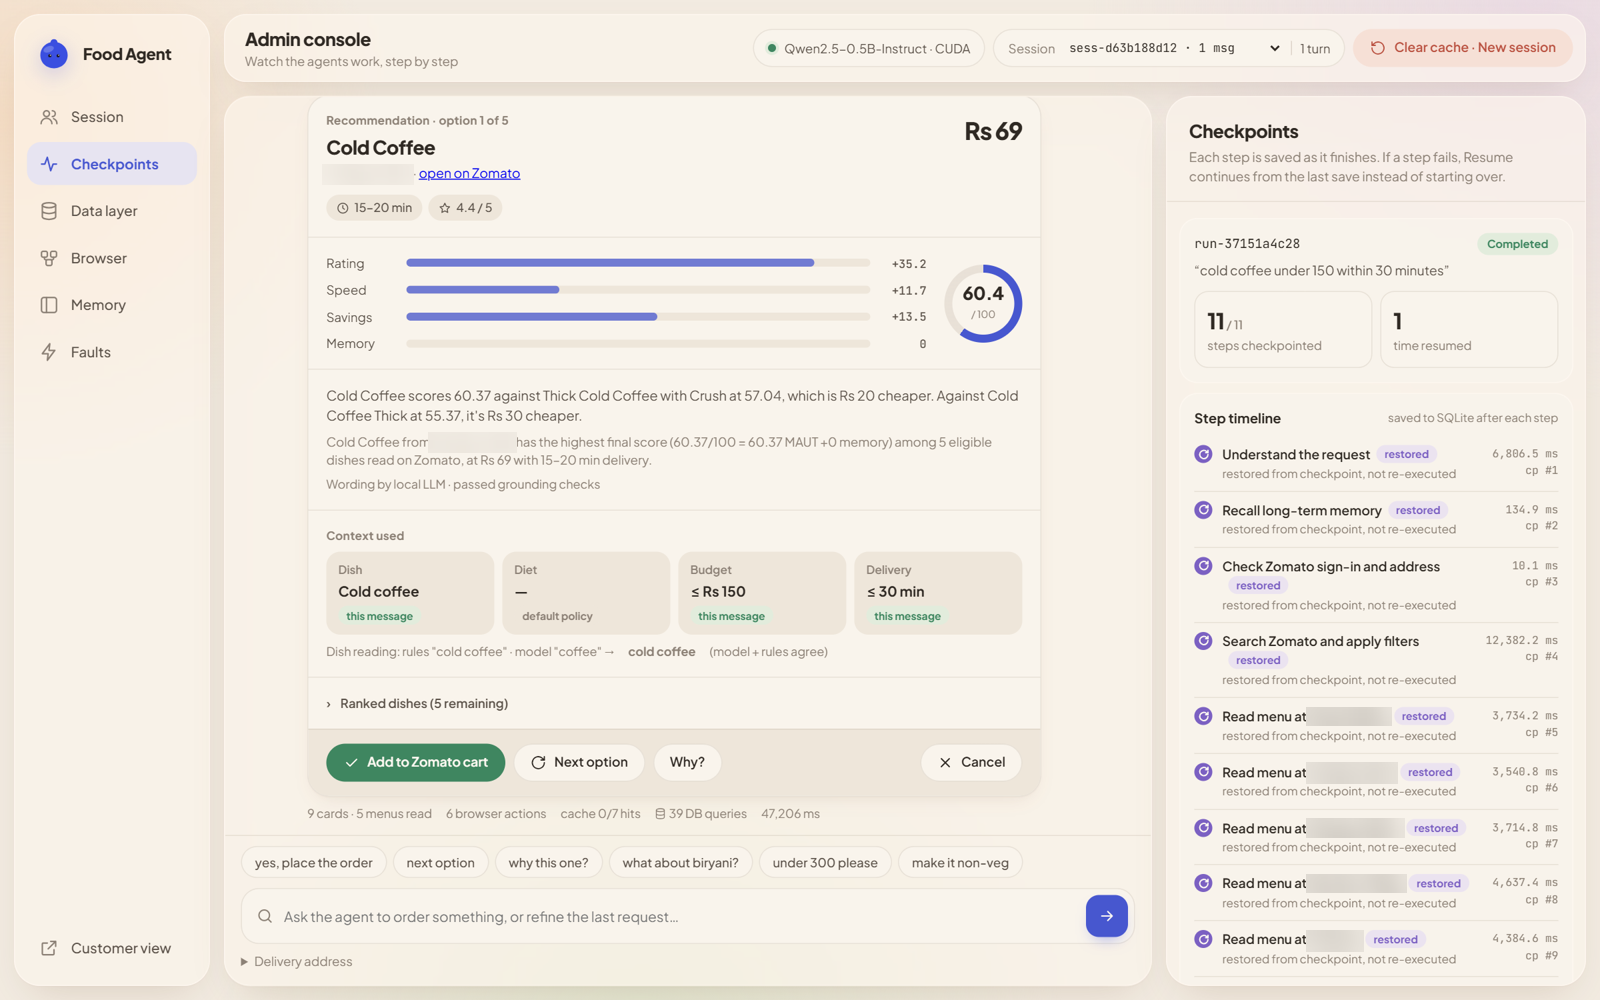 Food Agent
Session
Checkpoints
Data layer
Browser
Memory
Faults
Customer view
Admin console
Watch the agents work, step by step
Qwen2.5-0.5B-Instruct · CUDA
Session sess-d63b188d12 · 1 msg 1 turn
Clear cache · New session
Recommendation · option 1 of 5
Cold Coffee
Rs 69
· open on Zomato
15–20 min
4.4 / 5
Rating +35.2
Speed +11.7
Savings +13.5
Memory 0
60.4
/ 100
Cold Coffee scores 60.37 against Thick Cold Coffee with Crush at 57.04, which is Rs 20 cheaper. Against Cold
Coffee Thick at 55.37, it's Rs 30 cheaper.
Cold Coffee from has the highest final score (60.37/100 = 60.37 MAUT +0 memory) among 5 eligible
dishes read on Zomato, at Rs 69 with 15–20 min delivery.
Wording by local LLM · passed grounding checks
Context used
Dish
Cold coffee
this message
Diet
—
default policy
Budget
≤ Rs 150
this message
Delivery
≤ 30 min
this message
Dish reading: rules "cold coffee" · model "coffee" → cold coffee (model + rules agree)
› Ranked dishes (5 remaining)
Add to Zomato cart
Next option
Why?
Cancel
9 cards · 5 menus read 6 browser actions cache 0/7 hits 39 DB queries 47,206 ms
yes, place the order
next option
why this one?
what about biryani?
under 300 please
make it non-veg
Ask the agent to order something, or refine the last request...
Delivery address
Checkpoints
Each step is saved as it finishes. If a step fails, Resume
continues from the last save instead of starting over.
run-37151a4c28
Completed
“cold coffee under 150 within 30 minutes”
11 / 11
steps checkpointed
1
time resumed
Step timeline
saved to SQLite after each step
Understand the request restored 6,806.5 ms
restored from checkpoint, not re-executed cp #1
Recall long-term memory restored 134.9 ms
restored from checkpoint, not re-executed cp #2
Check Zomato sign-in and address 10.1 ms
restored cp #3
restored from checkpoint, not re-executed
Search Zomato and apply filters 12,382.2 ms
restored cp #4
restored from checkpoint, not re-executed
Read menu at restored 3,734.2 ms
restored from checkpoint, not re-executed cp #5
Read menu at restored 3,540.8 ms
restored from checkpoint, not re-executed cp #6
Read menu at restored 3,714.8 ms
restored from checkpoint, not re-executed cp #7
Read menu at restored 4,637.4 ms
restored from checkpoint, not re-executed cp #8
Read menu at restored 4,384.6 ms
restored from checkpoint, not re-executed cp #9